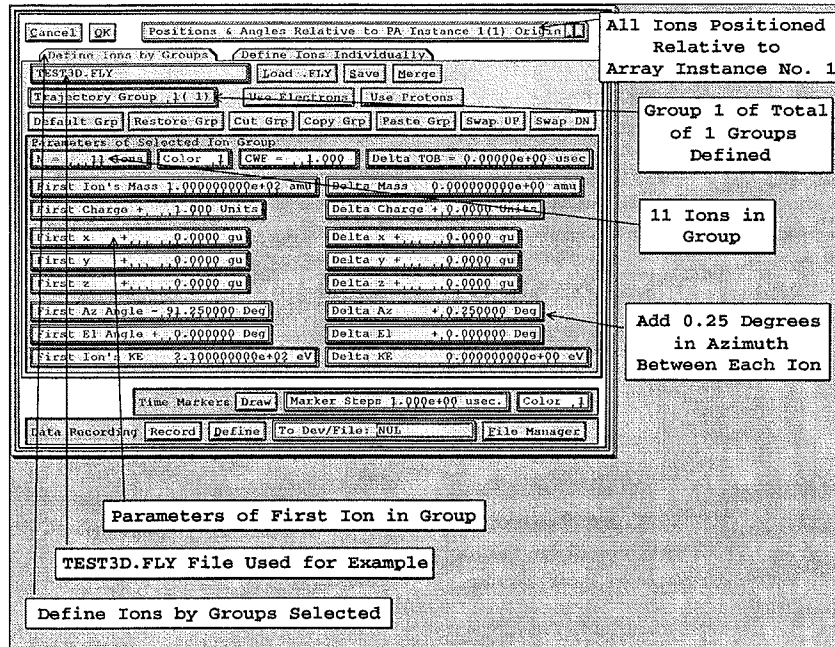 Cancel OK Positions & Angles Relative to PA Instance 1(1) Origin 1
Define Ions by Groups Define Ions Individually
TEST3D.FLY Load .FLY Save Merge
Trajectory Group 1( 1) Use Electrons Use Protons
Default Grp Restore Grp Cut Grp Copy Grp Paste Grp Swap UP Swap DN
Parameters of Selected Ion Group
N = 11 Ions Color 1 CWF = 1.000 Delta TOB = 0.00000e+00 usec
First Ion's Mass 1.000000000e+02 amu Delta Mass 0.000000000e+00 amu
First Charge + 1.000 Units Delta Charge + 0.0000 Units
First x + 0.0000 gu Delta x + 0.0000 gu
First y + 0.0000 gu Delta y + 0.0000 gu
First z + 0.0000 gu Delta z + 0.0000 gu
First Az Angle - 91.250000 Deg Delta Az + 0.250000 Deg
First El Angle + 0.000000 Deg Delta El + 0.000000 Deg
First Ion's KE 2.100000000e+02 eV Delta KE 0.000000000e+00 eV
Time Markers Draw Marker Steps 1.000e+00 usec. Color 1
Data Recording Record Define To Dev/File: NUL File Manager
All Ions Positioned
Relative to
Array Instance No. 1
Group 1 of Total
of 1 Groups
Defined
11 Ions in
Group
Add 0.25 Degrees
in Azimuth
Between Each Ion
Parameters of First Ion in Group
TEST3D.FLY File Used for Example
Define Ions by Groups Selected